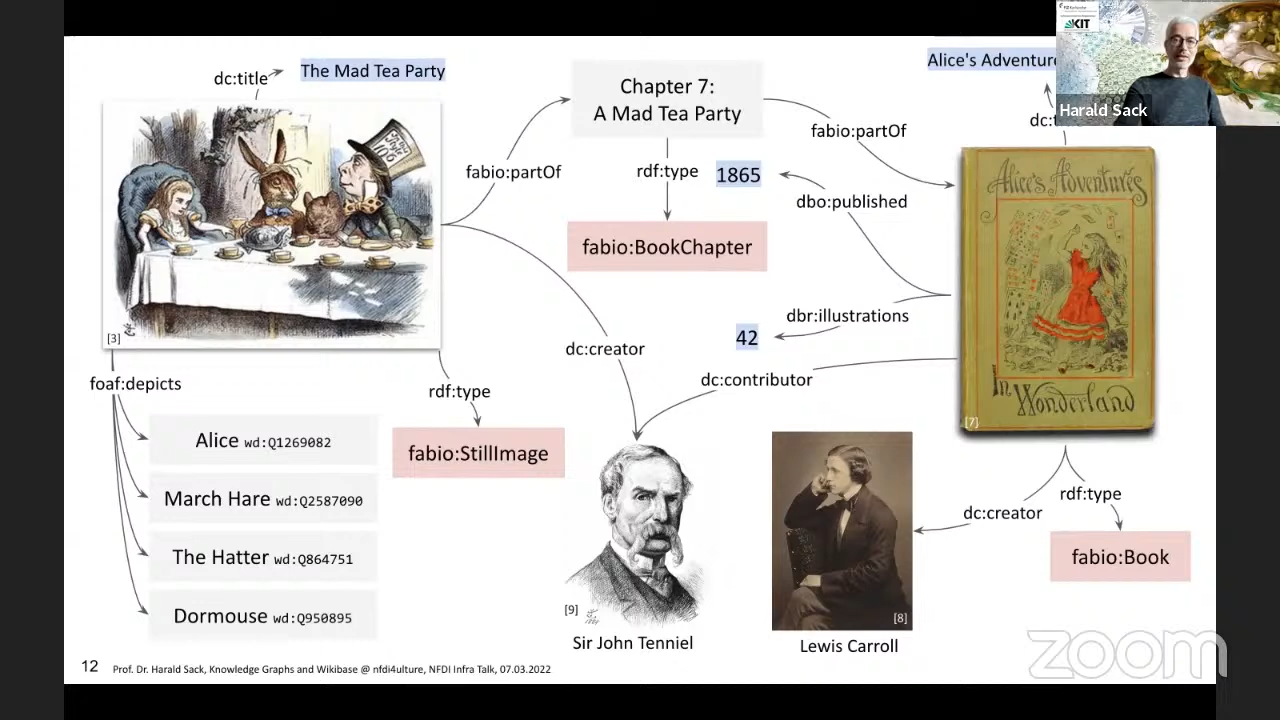 dc:title
The Mad Tea Party
Chapter 7:
A Mad Tea Party
Alice's Adventure
KIT
Harald Sack
fabio:partOf
rdf:type
1865
fabio:partOf
dbo:published
fabio:BookChapter
Alice's Adventures
In Wonderland
[7]
dbr:illustrations
42
[3]
dc:creator
dc:contributor
foaf:depicts
rdf:type
Alice wd:Q1269082
fabio:StillImage
March Hare wd:Q2587090
The Hatter wd:Q864751
Dormouse wd:Q950895
dc:creator
rdf:type
fabio:Book
[9]
Sir John Tenniel
[8]
Lewis Carroll
12
Prof. Dr. Harald Sack, Knowledge Graphs and Wikibase @ nfdi4ulture, NFDI Infra Talk, 07.03.2022
zoom